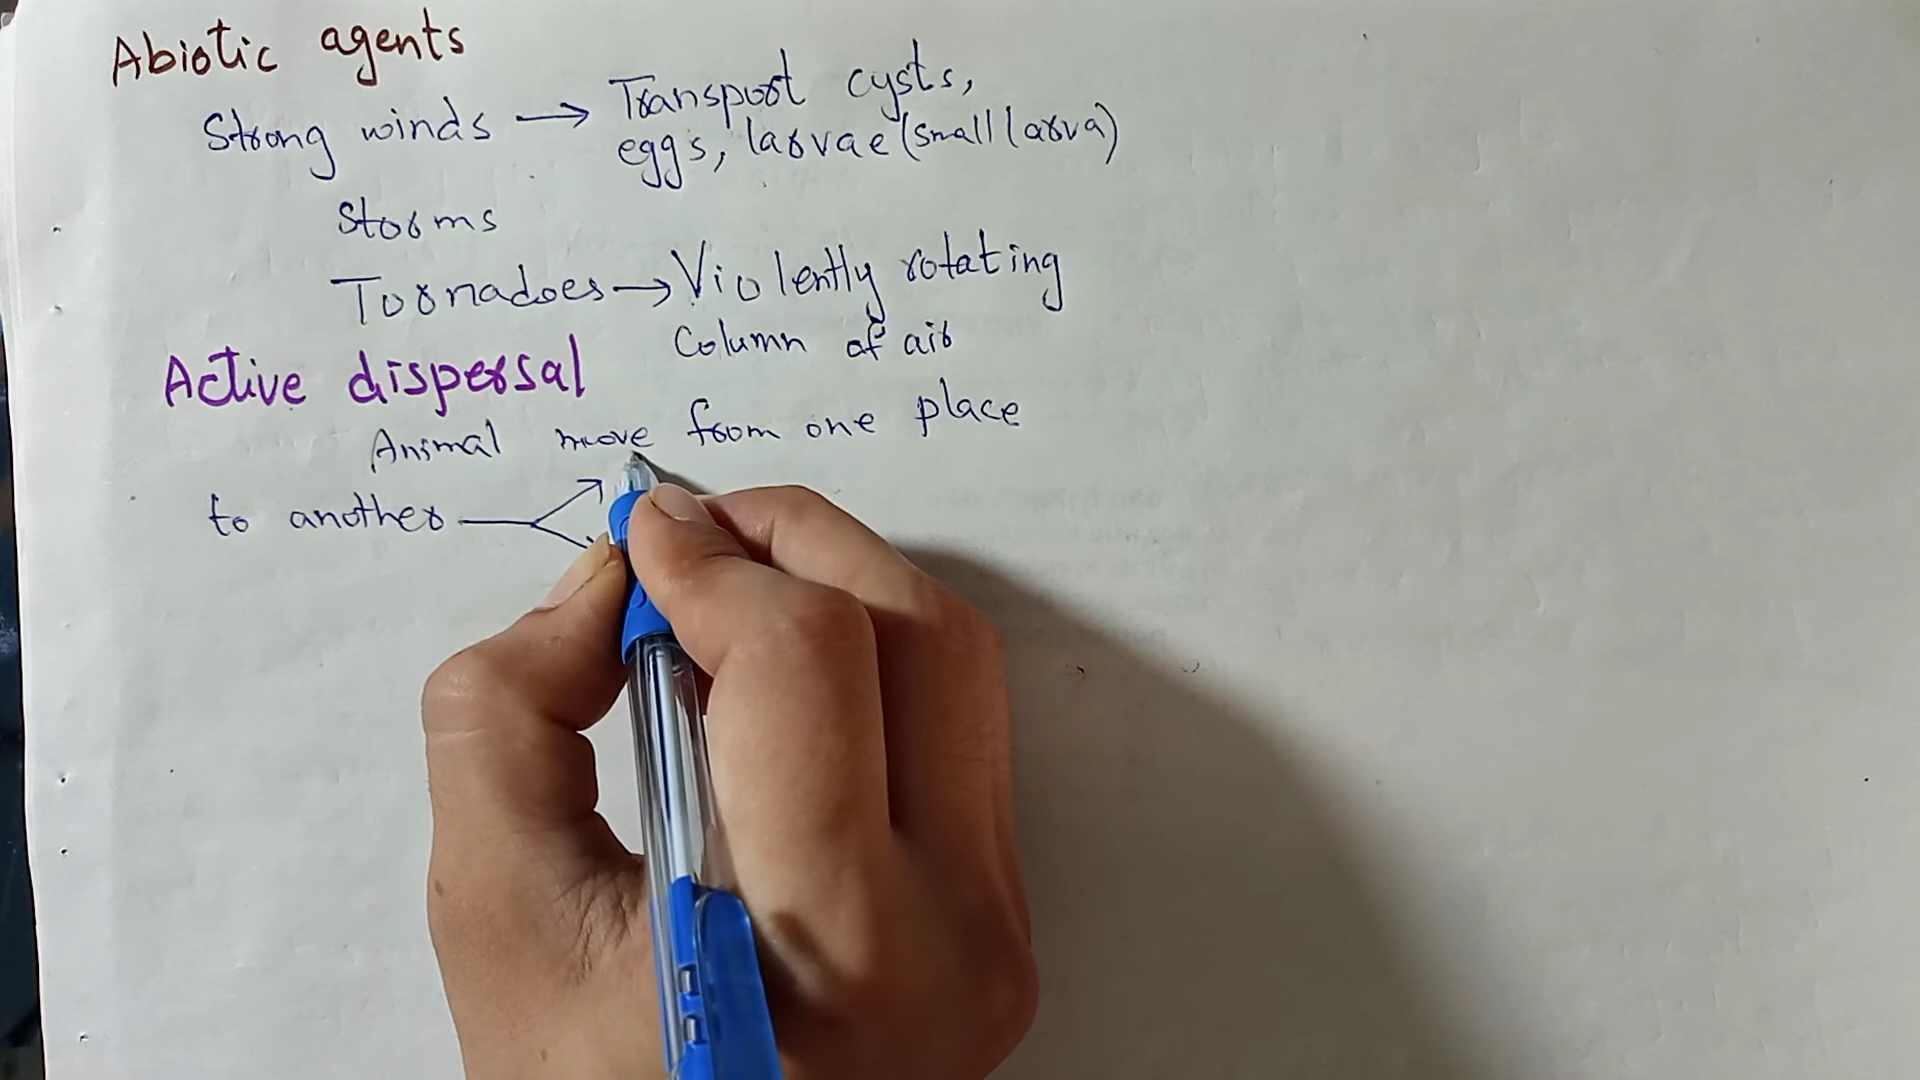 Abiotic agents
Strong winds → Transport cysts,
eggs, larvae (small larva)
Storms
Tornadoes → Violently rotating
Column of air
Active dispersal
Animal move from one place
to another